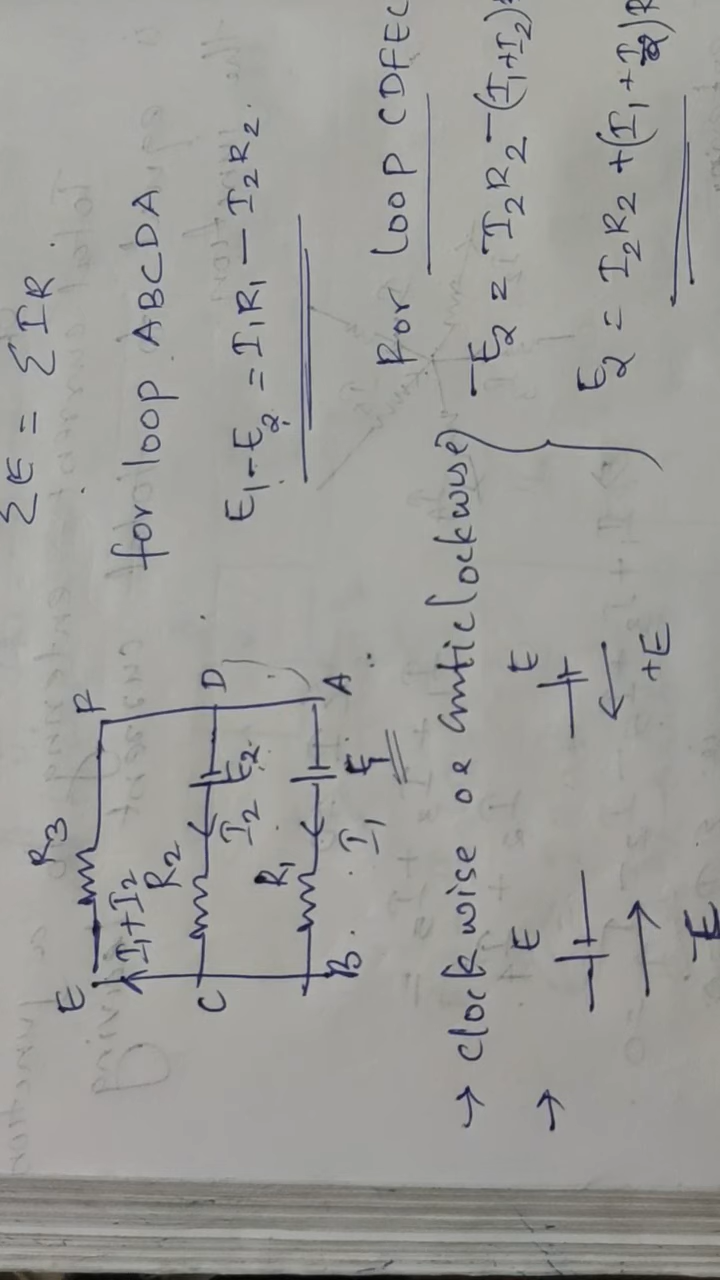 ΣE = ΣIR.
for loop ABCDA
E₁-E₂ = I₁R₁ - I₂R₂.
E R₃ F
I₁+I₂
R₂
C D
I₂ E₂
R₁
B I₁ E A
For loop CDFEC
→ clockwise or anticlockwise
-E₂ = -I₂R₂ -(I₁+I₂)
E₂ = I₂R₂ +(I₁+I₂)R
→ E E
-E +E